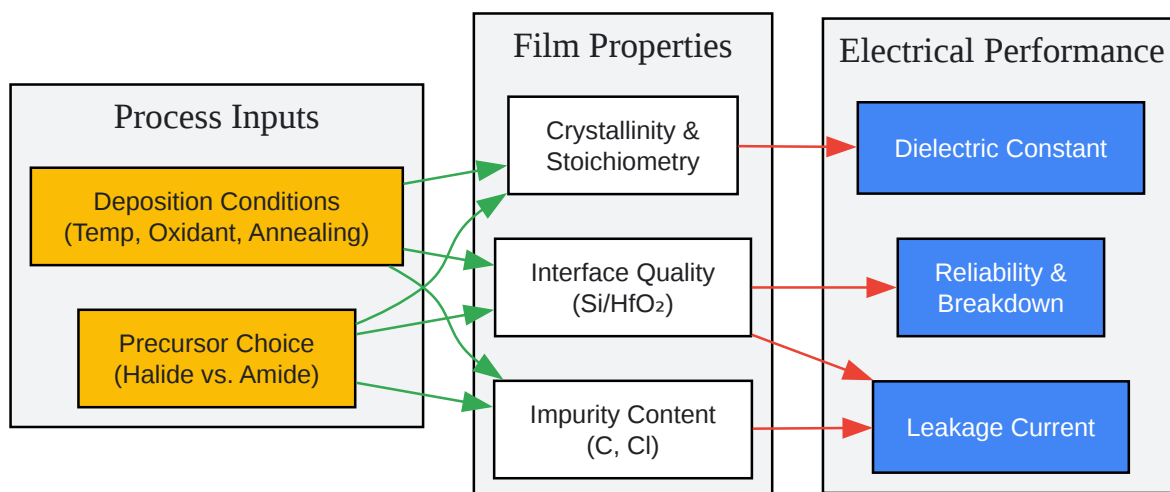 Process Inputs
Deposition Conditions
(Temp, Oxidant, Annealing)
Precursor Choice
(Halide vs. Amide)
Film Properties
Crystallinity &
Stoichiometry
Interface Quality
(Si/HfO₂)
Impurity Content
(C, Cl)
Electrical Performance
Dielectric Constant
Reliability &
Breakdown
Leakage Current